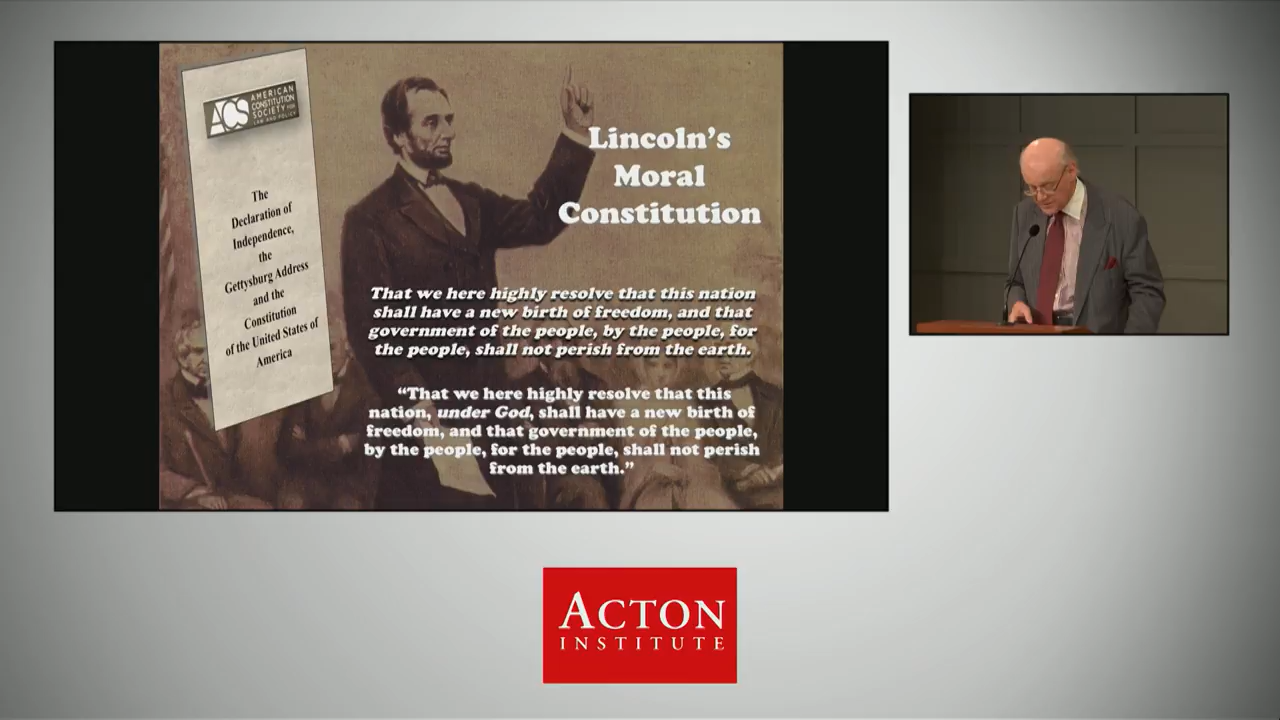 ACS AMERICAN
CONSTITUTION
SOCIETY FOR
LAW AND POLICY
The
Declaration of
Independence,
the
Gettysburg Address
and the
Constitution
of the United States of
America
Lincoln's
Moral
Constitution
That we here highly resolve that this nation
shall have a new birth of freedom, and that
government of the people, by the people, for
the people, shall not perish from the earth.
“That we here highly resolve that this
nation, under God, shall have a new birth of
freedom, and that government of the people,
by the people, for the people, shall not perish
from the earth.”
ACTON
INSTITUTE